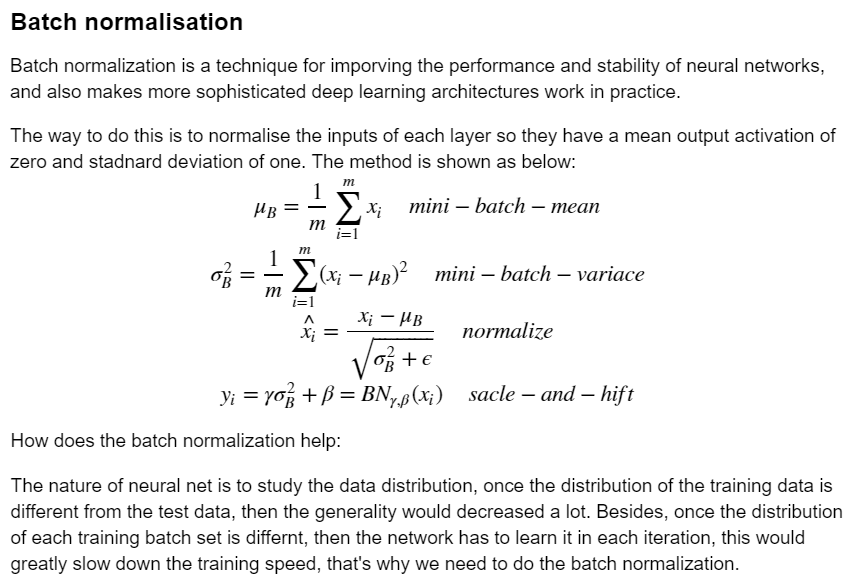 Batch normalisation
Batch normalization is a technique for imporving the performance and stability of neural networks,
and also makes more sophisticated deep learning architectures work in practice.
The way to do this is to normalise the inputs of each layer so they have a mean output activation of
zero and stadnard deviation of one. The method is shown as below:
μ_B = \frac{1}{m} \sum_{i=1}^{m} x_i mini − batch − mean
σ_B^2 = \frac{1}{m} \sum_{i=1}^{m} (x_i − μ_B)^2 mini − batch − variace
\hat{x}_i = \frac{x_i − μ_B}{\sqrt{σ_B^2 + ϵ}} normalize
y_i = γσ_B^2 + β = BN_{γ,β}(x_i) sacle − and − hift
How does the batch normalization help:
The nature of neural net is to study the data distribution, once the distribution of the training data is
different from the test data, then the generality would decreased a lot. Besides, once the distribution
of each training batch set is differnt, then the network has to learn it in each iteration, this would
greatly slow down the training speed, that's why we need to do the batch normalization.